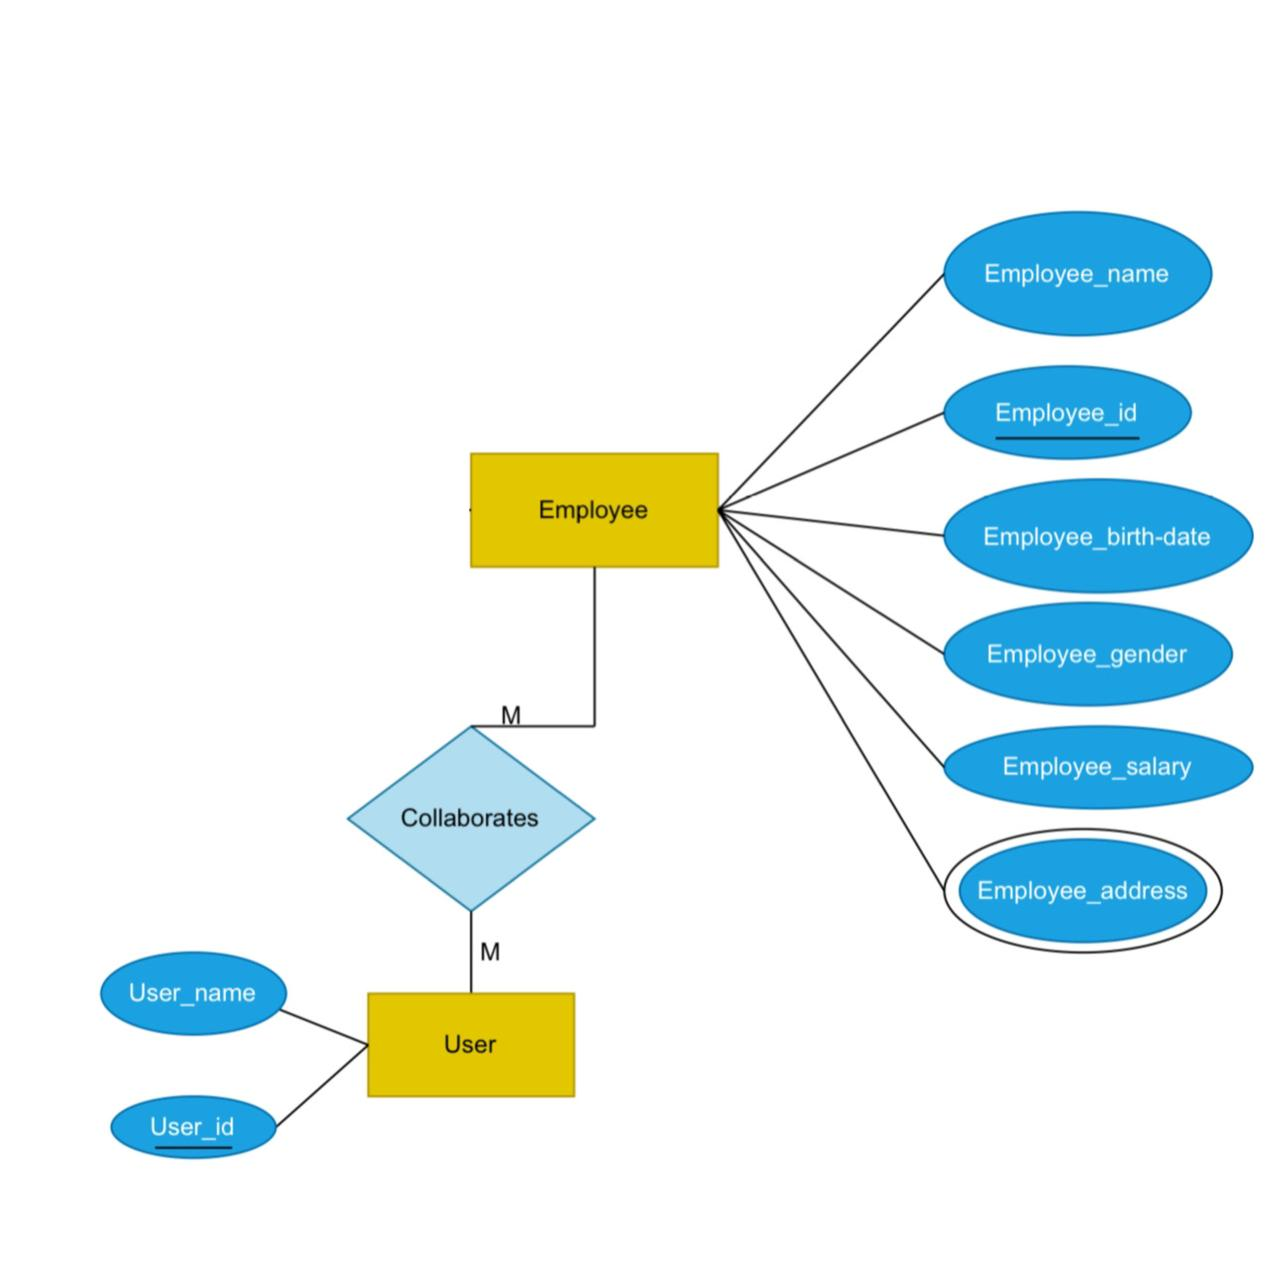 Employee_name
Employee_id
Employee
Employee_birth-date
Employee_gender
M
Employee_salary
Collaborates
Employee_address
M
User_name
User
User_id